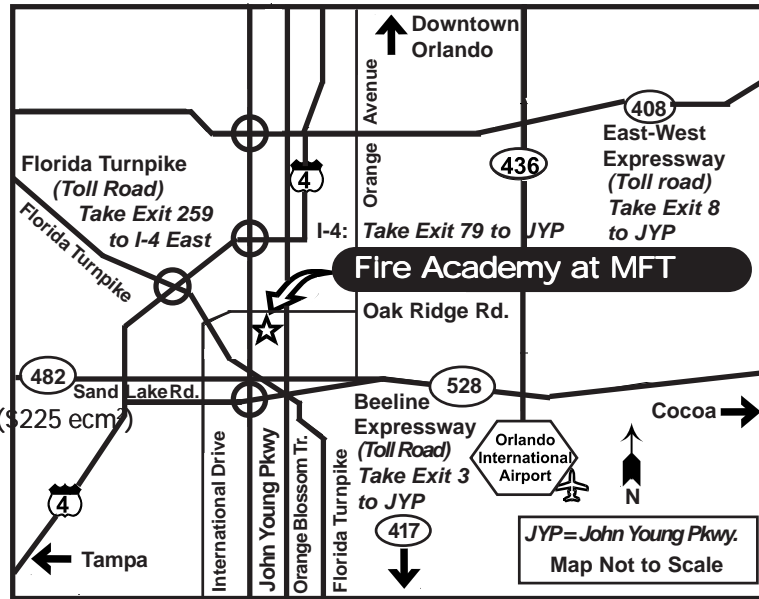 Downtown
Orlando
Avenue
Orange
408
East-West
Expressway
(Toll road)
Take Exit 8
to JYP
436
Florida Turnpike
(Toll Road)
Take Exit 259
to I-4 East
Florida Turnpike
4
I-4: Take Exit 79 to JYP
Fire Academy at MFT
Oak Ridge Rd.
482
Sand Lake Rd.
528
($225 ecm²)
Beeline
Expressway
(Toll Road)
Take Exit 3
to JYP
417
Cocoa
Orlando
International
Airport
N
International Drive
John Young Pkwy
Orange Blossom Tr.
Florida Turnpike
4
Tampa
JYP = John Young Pkwy.
Map Not to Scale